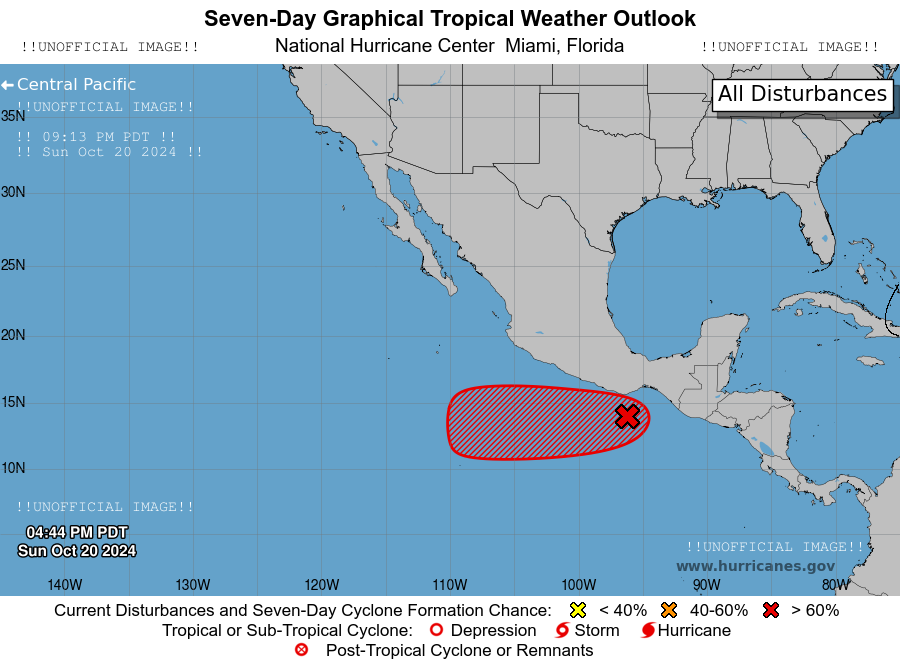 Seven-Day Graphical Tropical Weather Outlook
!!UNOFFICIAL IMAGE!! National Hurricane Center Miami, Florida !!UNOFFICIAL IMAGE!!
Central Pacific
All Disturbances
!!UNOFFICIAL IMAGE!!
35N
!! 09:13 PM PDT !!
!! Sun Oct 20 2024 !!
30N
25N
20N
15N
10N
!!UNOFFICIAL IMAGE!!
04:44 PM PDT
Sun Oct 20 2024
!!UNOFFICIAL IMAGE!!
www.hurricanes.gov
140W 130W 120W 110W 100W 90W 80W
Current Disturbances and Seven-Day Cyclone Formation Chance: < 40% 40-60% > 60%
Tropical or Sub-Tropical Cyclone: Depression Storm Hurricane
Post-Tropical Cyclone or Remnants